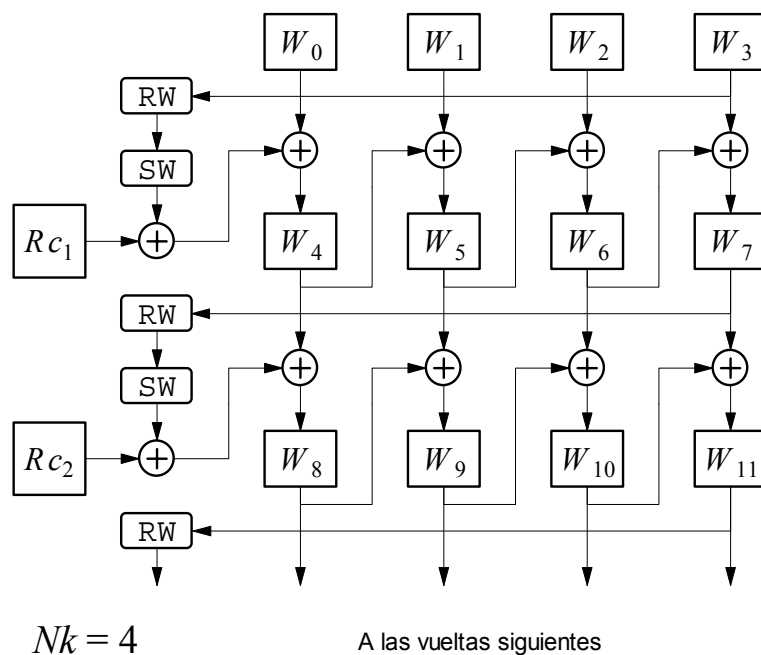 W₀ W₁ W₂ W₃
RW
SW
Rc₁ W₄ W₅ W₆ W₇
RW
SW
Rc₂ W₈ W₉ W₁₀ W₁₁
RW
Nk = 4 A las vueltas siguientes